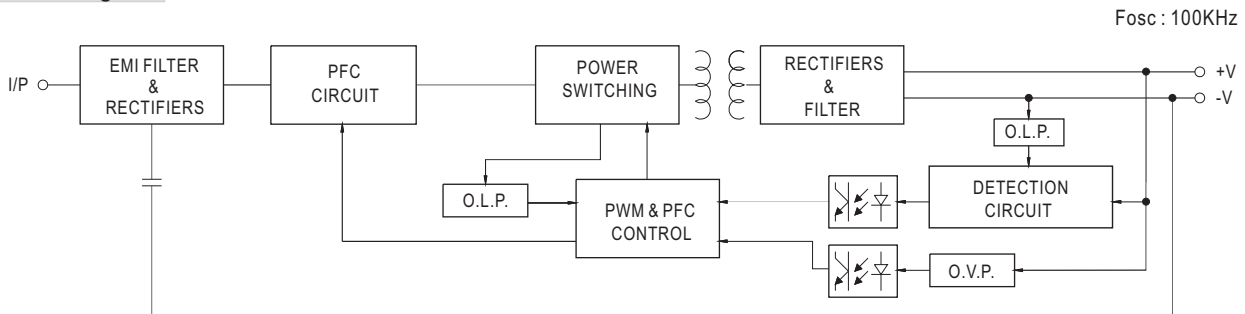 Fosc : 100KHz
I/P
EMI FILTER
&
RECTIFIERS
PFC
CIRCUIT
POWER
SWITCHING
RECTIFIERS
&
FILTER
+V
-V
O.L.P.
O.L.P.
PWM & PFC
CONTROL
DETECTION
CIRCUIT
O.V.P.